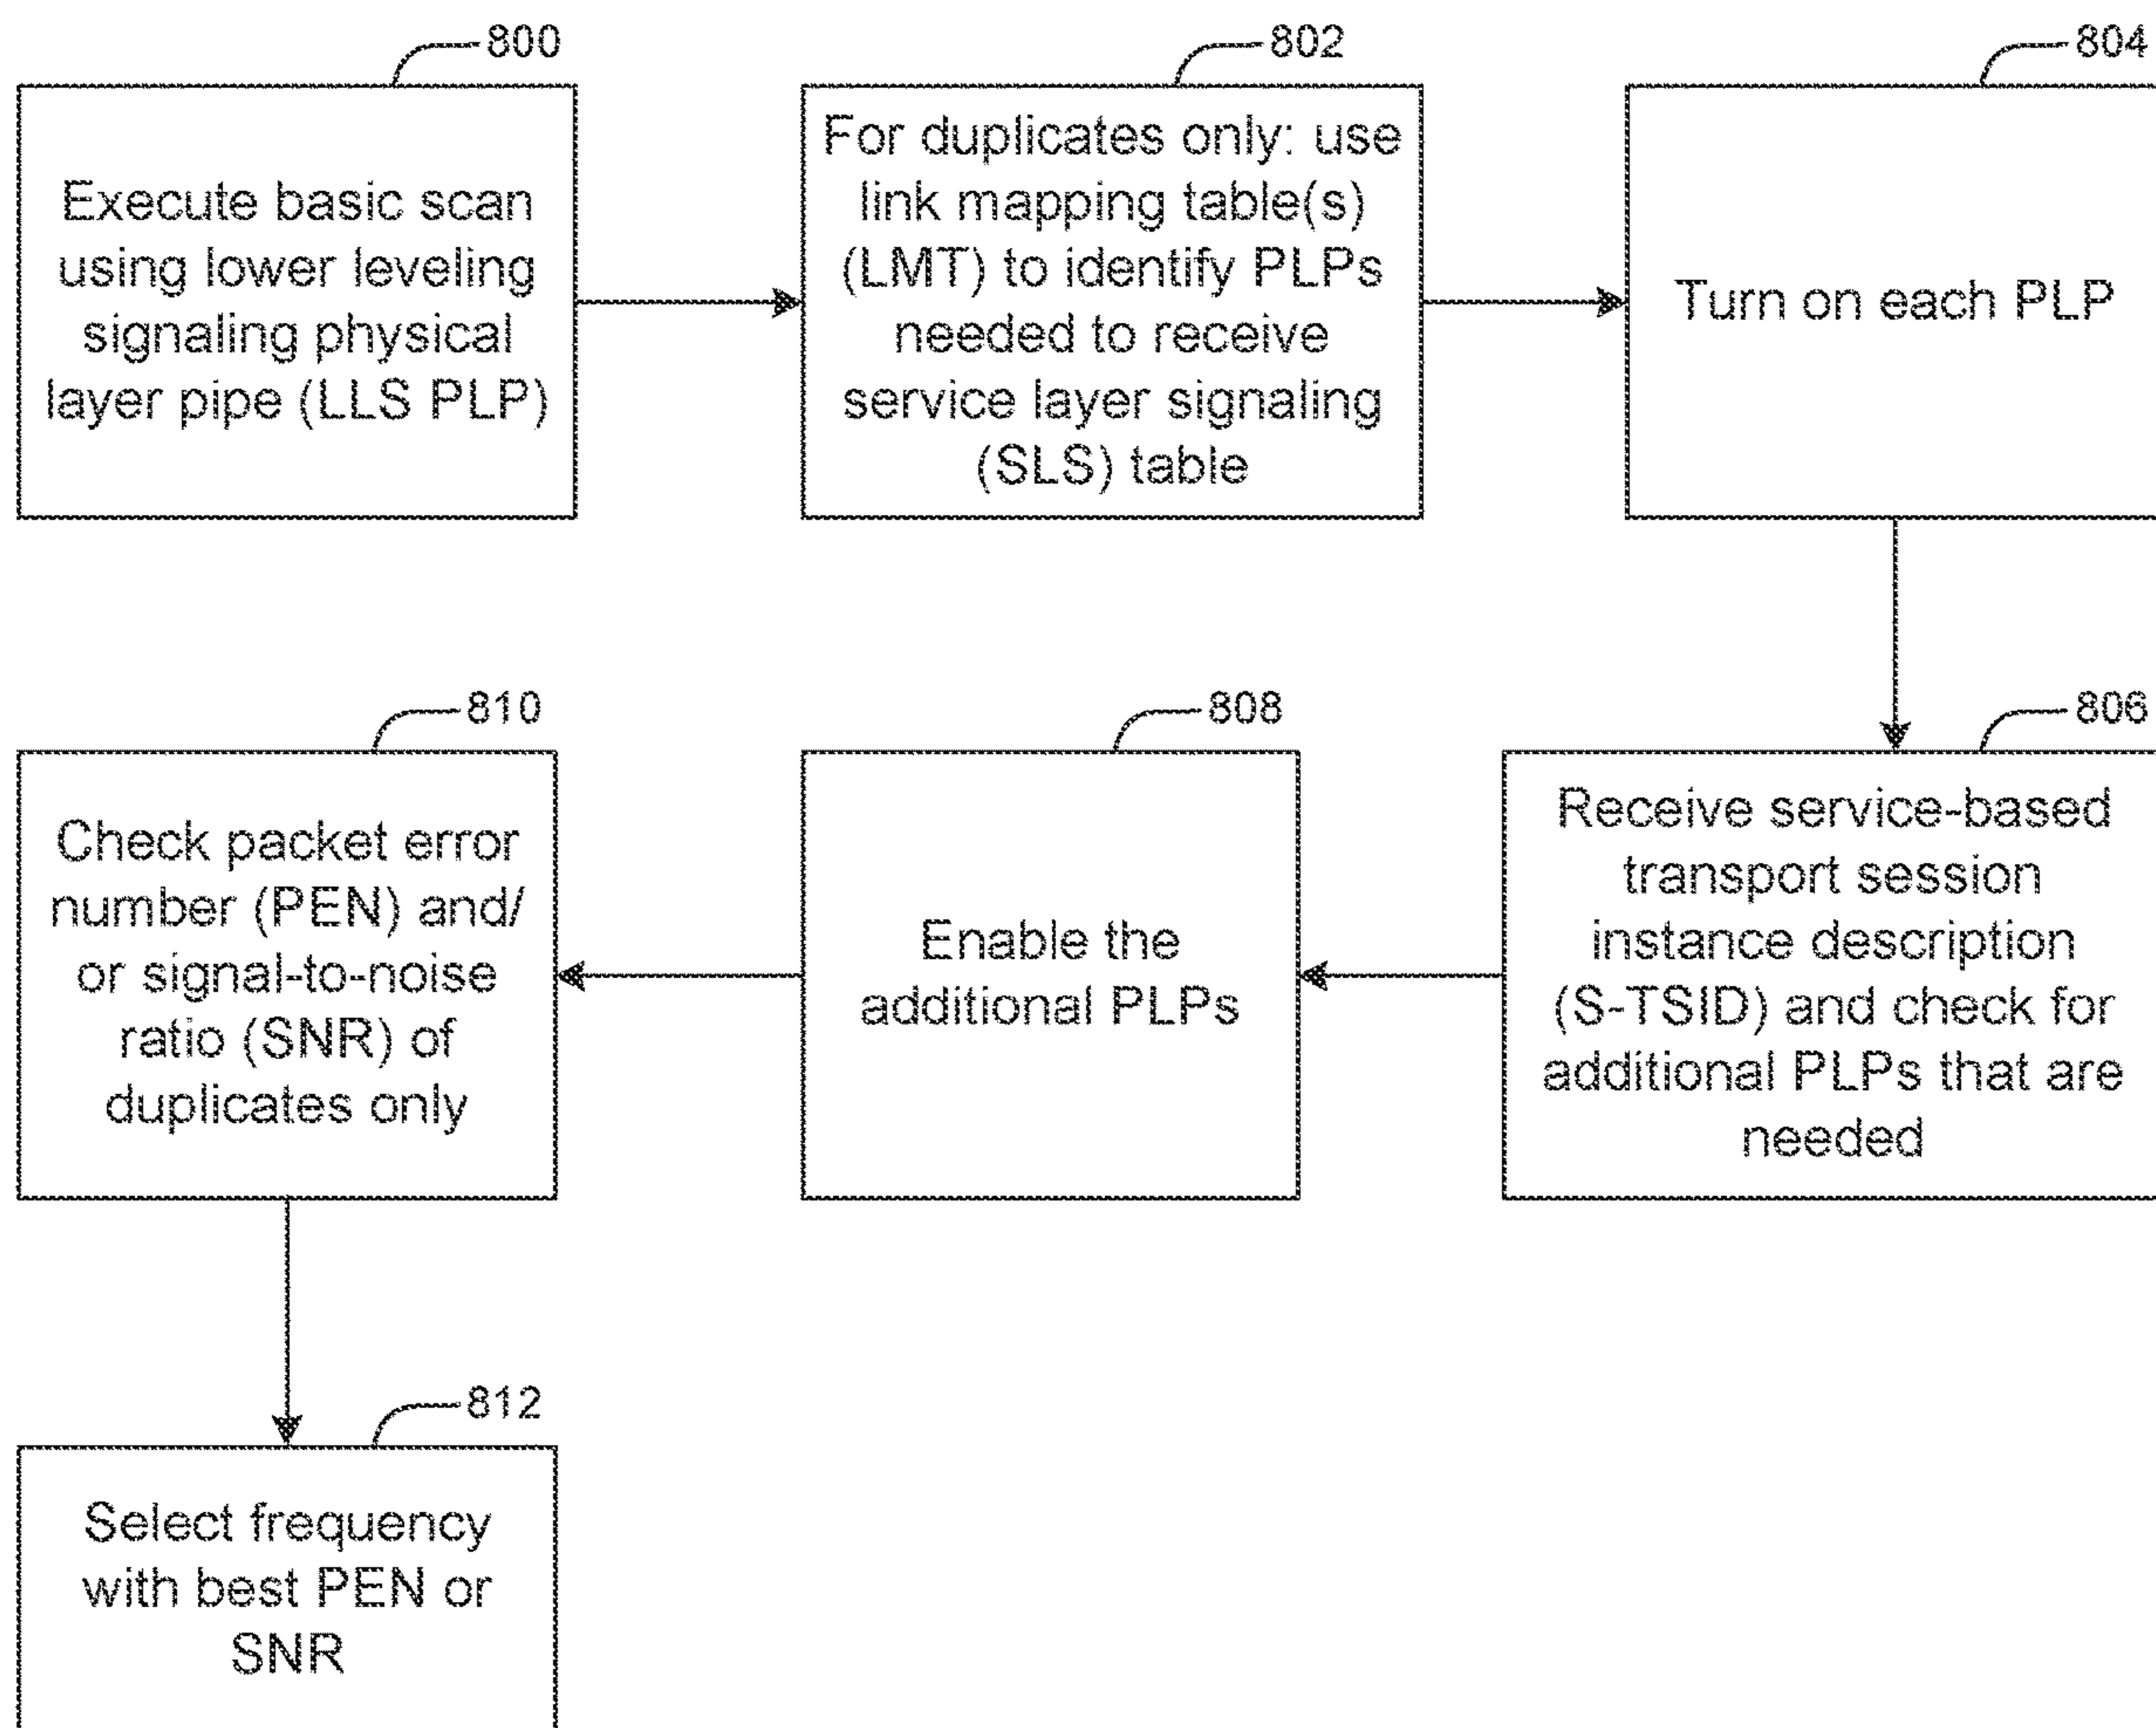 800
Execute basic scan
using lower leveling
signaling physical
layer pipe (LLS PLP)
802
For duplicates only: use
link mapping table(s)
(LMT) to identify PLPs
needed to receive
service layer signaling
(SLS) table
804
Turn on each PLP
806
Receive service-based
transport session
instance description
(S-TSID) and check for
additional PLPs that are
needed
808
Enable the
additional PLPs
810
Check packet error
number (PEN) and/
or signal-to-noise
ratio (SNR) of
duplicates only
812
Select frequency
with best PEN or
SNR